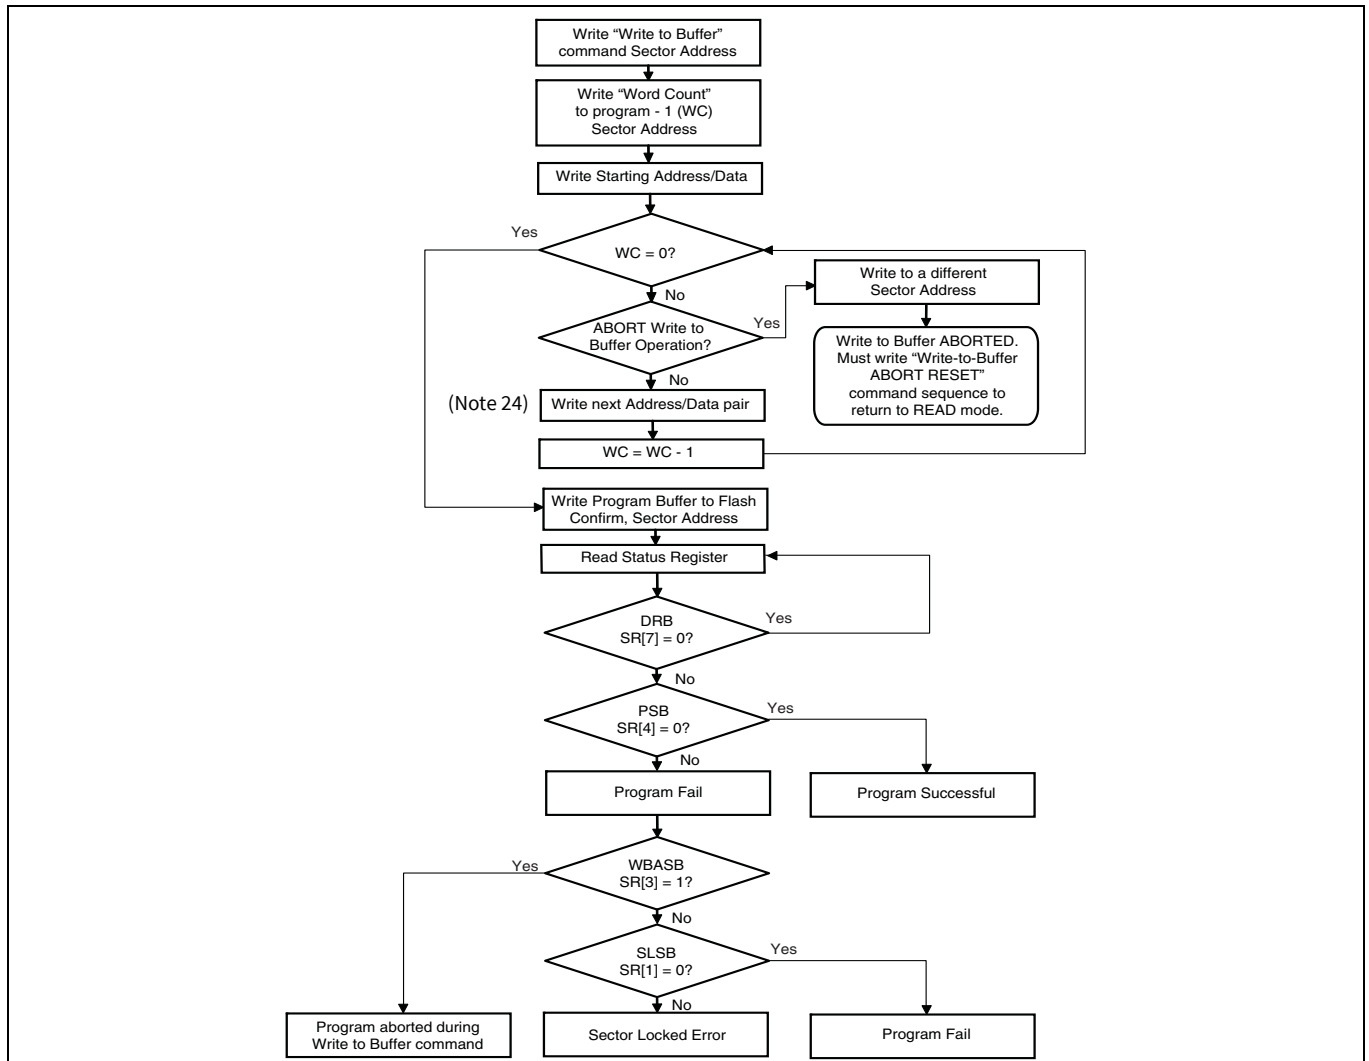 Write “Write to Buffer”
command Sector Address
Write “Word Count”
to program - 1 (WC)
Sector Address
Write Starting Address/Data
Yes
WC = 0?
No
Write to a different
Sector Address
ABORT Write to
Buffer Operation?
Yes
Write to Buffer ABORTED.
Must write “Write-to-Buffer
ABORT RESET”
command sequence to
return to READ mode.
No
(Note 24)
Write next Address/Data pair
WC = WC - 1
Write Program Buffer to Flash
Confirm, Sector Address
Read Status Register
DRB
SR[7] = 0?
Yes
No
PSB
SR[4] = 0?
Yes
No
Program Fail
Program Successful
Yes
WBASB
SR[3] = 1?
No
SLSB
SR[1] = 0?
Yes
No
Program aborted during
Write to Buffer command
Sector Locked Error
Program Fail